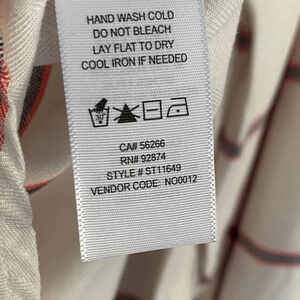 HAND WASH COLD
DO NOT BLEACH
LAY FLAT TO DRY
COOL IRON IF NEEDED
CA# 56266
RN# 92874
STYLE # ST11649
VENDOR CODE: NO0012